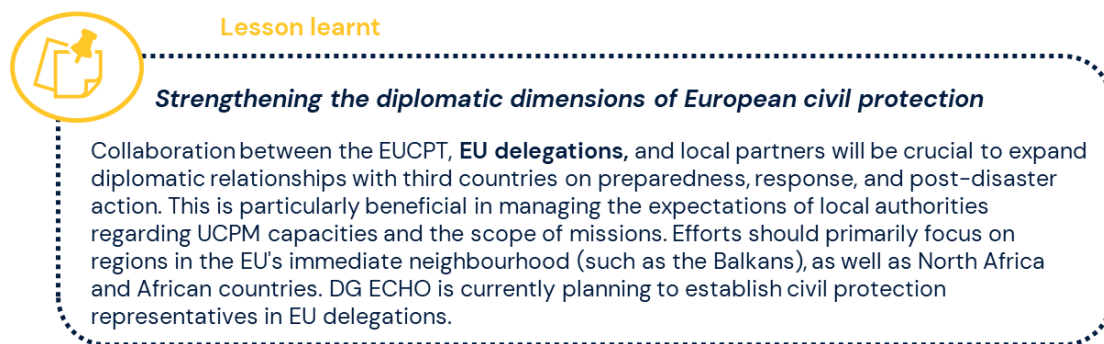 Lesson learnt
Strengthening the diplomatic dimensions of European civil protection
Collaboration between the EUCPT, EU delegations, and local partners will be crucial to expand
diplomatic relationships with third countries on preparedness, response, and post-disaster
action. This is particularly beneficial in managing the expectations of local authorities
regarding UCPM capacities and the scope of missions. Efforts should primarily focus on
regions in the EU's immediate neighbourhood (such as the Balkans), as well as North Africa
and African countries. DG ECHO is currently planning to establish civil protection
representatives in EU delegations.